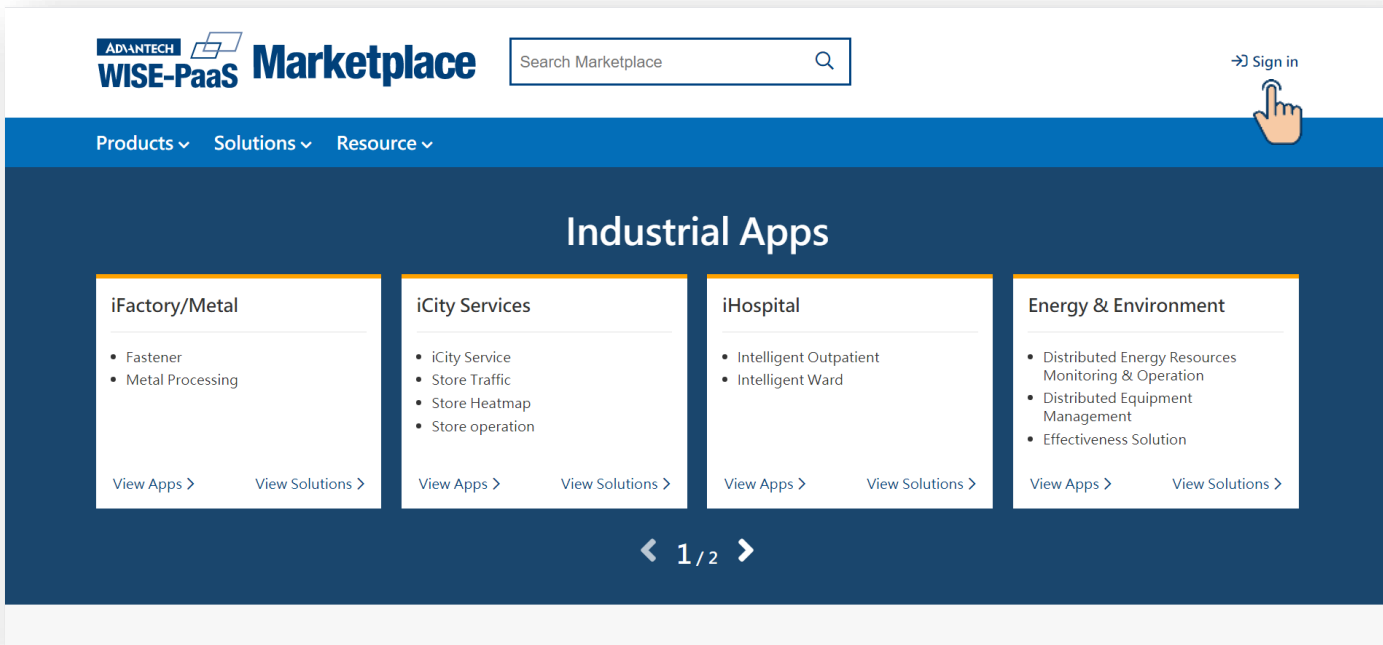 ADVANTECH
WISE-PaaS Marketplace
Search Marketplace
Sign in
Products
Solutions
Resource
Industrial Apps
iFactory/Metal
Fastener
Metal Processing
View Apps
View Solutions
iCity Services
iCity Service
Store Traffic
Store Heatmap
Store operation
View Apps
View Solutions
iHospital
Intelligent Outpatient
Intelligent Ward
View Apps
View Solutions
Energy & Environment
Distributed Energy Resources
Monitoring & Operation
Distributed Equipment
Management
Effectiveness Solution
View Apps
View Solutions
1 / 2